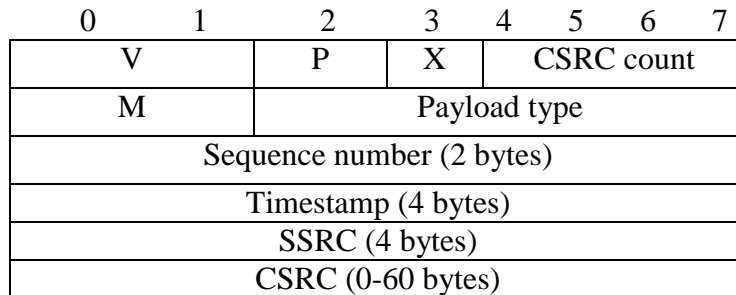 0 1 2 3 4 5 6 7
V P X CSRC count
M Payload type
Sequence number (2 bytes)
Timestamp (4 bytes)
SSRC (4 bytes)
CSRC (0-60 bytes)